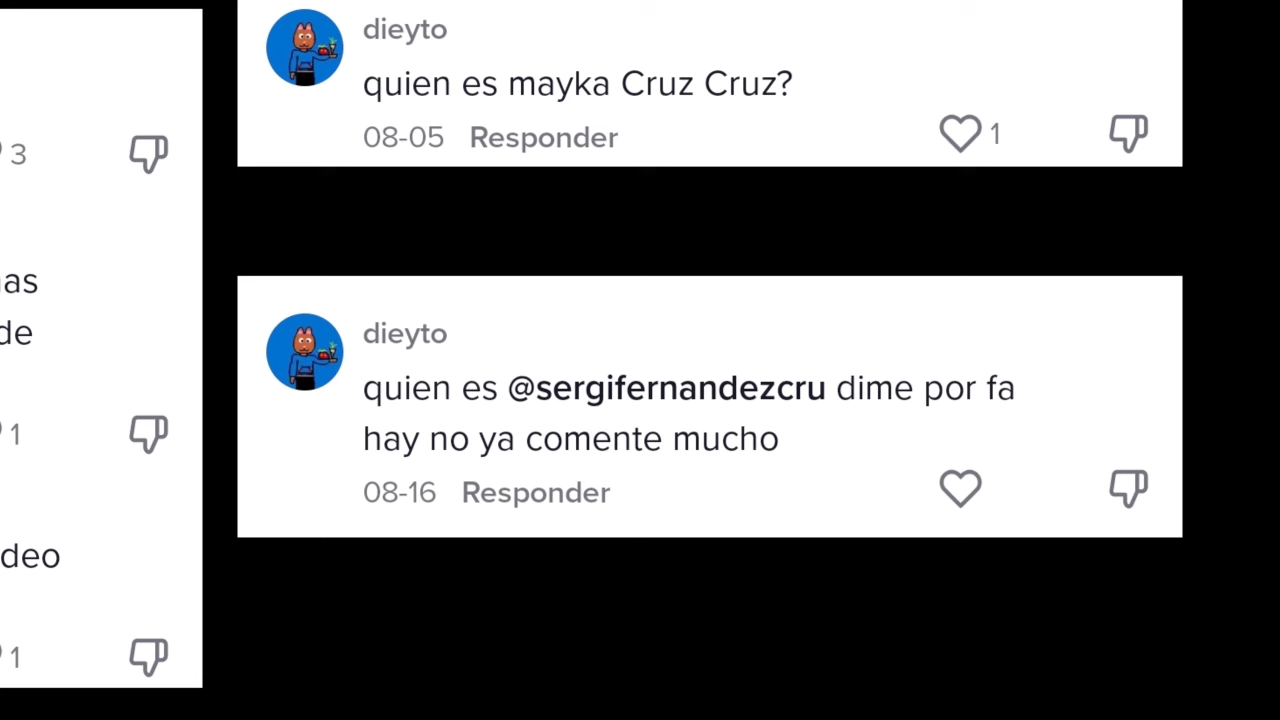 3
as
de
1
deo
1
dieyto
quien es mayka Cruz Cruz?
08-05 Responder
1
dieyto
quien es @sergifernandezcru dime por fa
hay no ya comente mucho
08-16 Responder